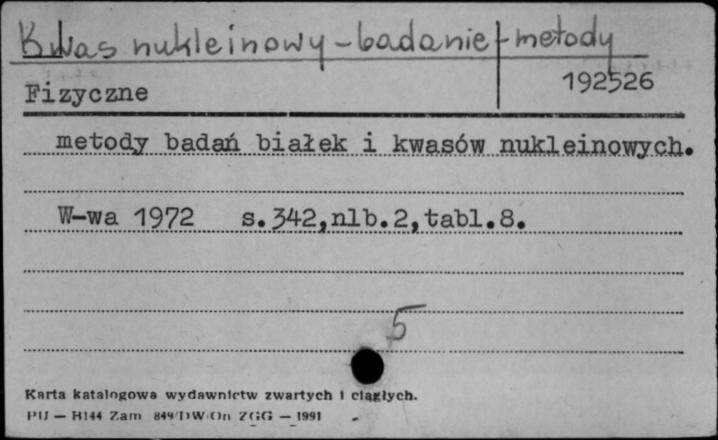 Kwas nukleinowy – badanie – metody
192526
Fizyczne
metody badań białek i kwasów nukleinowych.
W-wa 1972 s.342,nlb.2,tabl.8.
5
Karta katalogowa wydawnictw zwartych i ciągłych.
PU — H144 Zam 849/DW/On ZGG — 1991